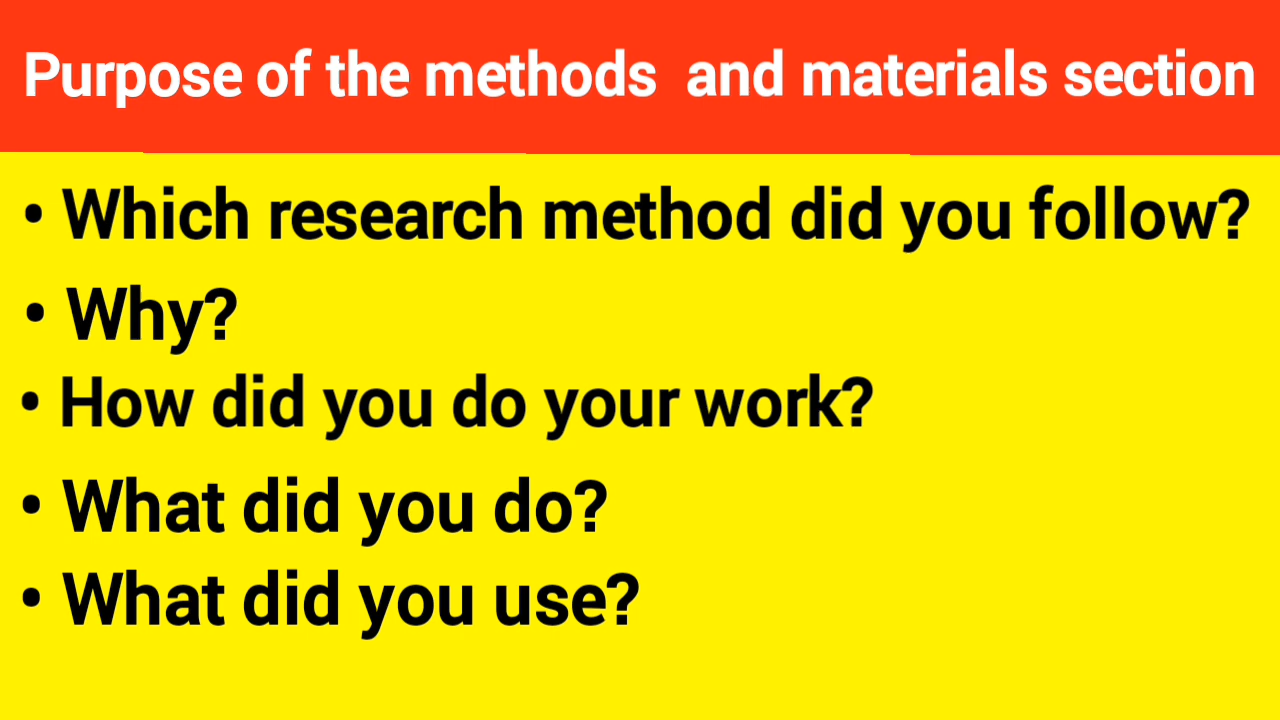 Purpose of the methods and materials section
• Which research method did you follow?
• Why?
• How did you do your work?
• What did you do?
• What did you use?